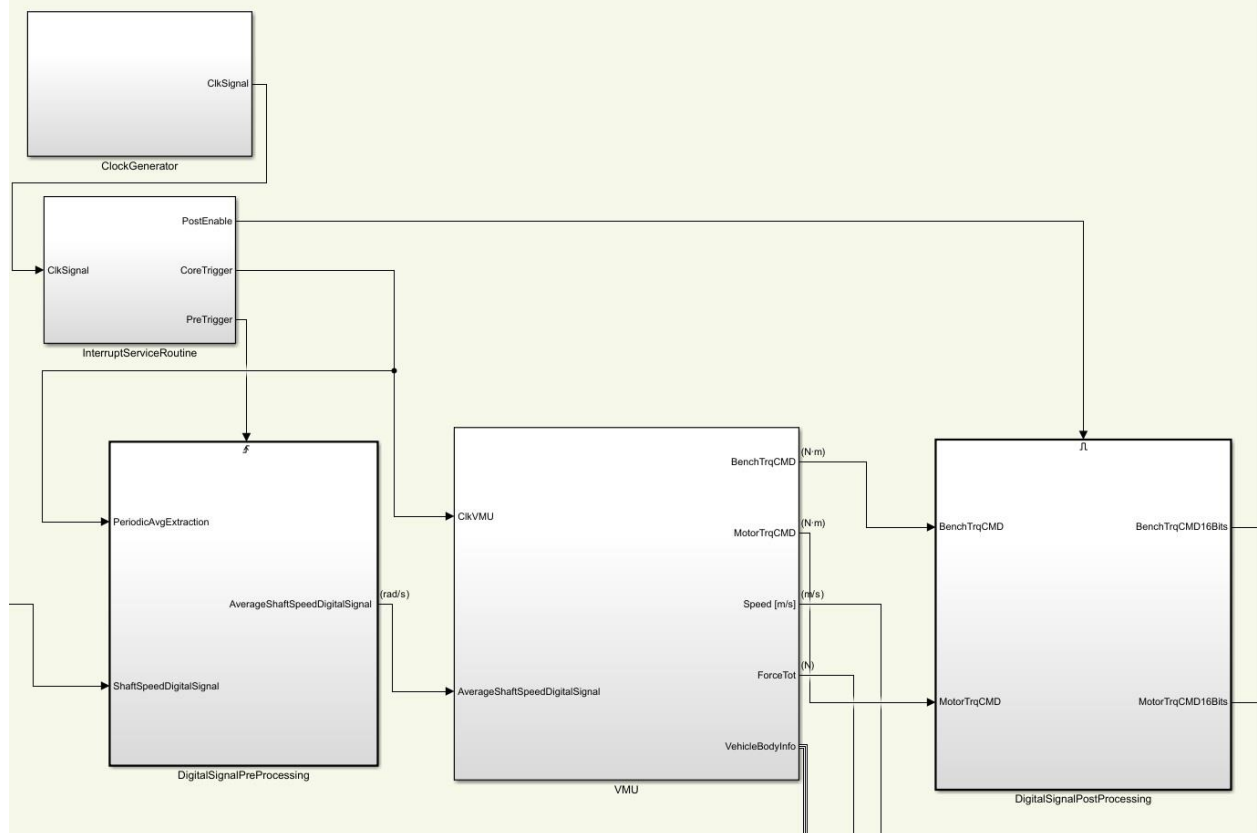 ClkSignal
ClockGenerator
PostEnable
ClkSignal
CoreTrigger
PreTrigger
InterruptServiceRoutine
PeriodicAvgExtraction
AverageShaftSpeedDigitalSignal
(rad/s)
ShaftSpeedDigitalSignal
DigitalSignalPreProcessing
BenchTrqCMD
(N·m)
ClkVMU
MotorTrqCMD
(N·m)
Speed [m/s]
(m/s)
ForceTot
(N)
AverageShaftSpeedDigitalSignal
VehicleBodyInfo
VMU
BenchTrqCMD
BenchTrqCMD16Bits
MotorTrqCMD
MotorTrqCMD16Bits
DigitalSignalPostProcessing